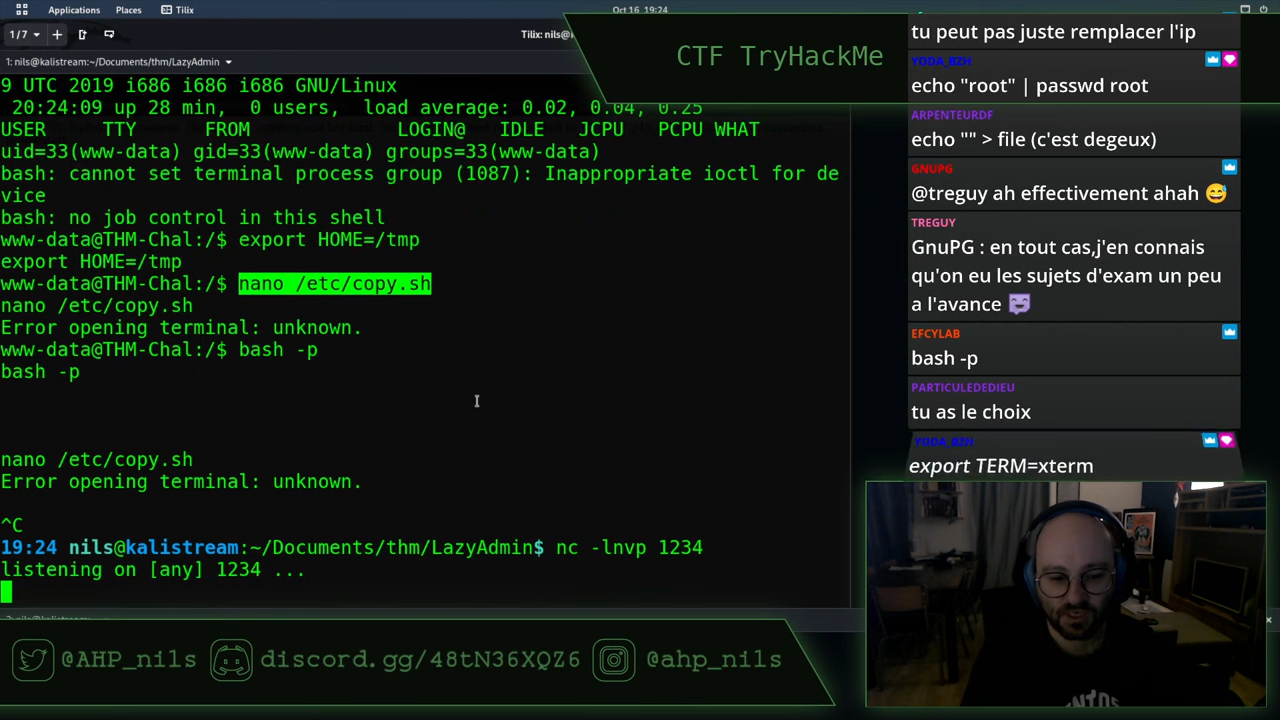 Applications Places Tilix
Oct 16, 19:24
1/7
Tilix: nils@kalistream
1: nils@kalistream: ~/Documents/thm/LazyAdmin
CTF TryHackMe
9 UTC 2019 i686 i686 i686 GNU/Linux
20:24:09 up 28 min, 0 users, load average: 0.02, 0.04, 0.25
USER TTY FROM LOGIN@ IDLE JCPU PCPU WHAT
uid=33(www-data) gid=33(www-data) groups=33(www-data)
bash: cannot set terminal process group (1087): Inappropriate ioctl for de
vice
bash: no job control in this shell
www-data@THM-Chal:/$ export HOME=/tmp
export HOME=/tmp
www-data@THM-Chal:/$ nano /etc/copy.sh
nano /etc/copy.sh
Error opening terminal: unknown.
www-data@THM-Chal:/$ bash -p
bash -p
nano /etc/copy.sh
Error opening terminal: unknown.
^C
19:24 nils@kalistream:~/Documents/thm/LazyAdmin$ nc -lnvp 1234
listening on [any] 1234 ...
tu peut pas juste remplacer l'ip
YODA_BZH
echo "root" | passwd root
ARPENTEURDF
echo "" > file (c'est degeux)
GNUPG
@treguy ah effectivement ahah 😅
TREGUY
GnuPG : en tout cas,j'en connais
qu'on eu les sujets d'exam un peu
a l'avance
EFCYLAB
bash -p
PARTICULEDEDIEU
tu as le choix
YODA_BZH
export TERM=xterm
@AHP_nils
discord.gg/48tN36XQZ6
@ahp_nils